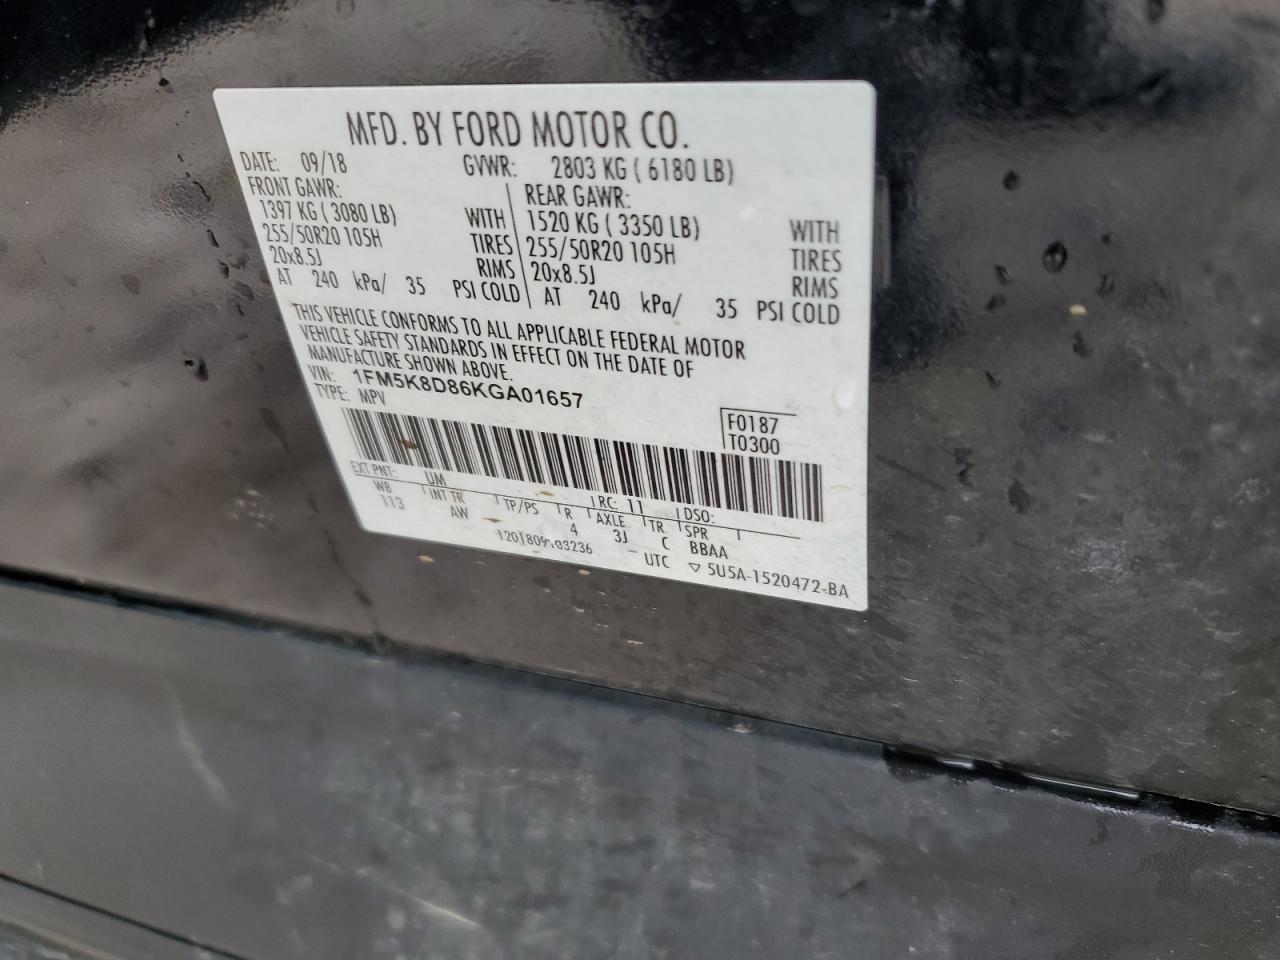 MFD. BY FORD MOTOR CO.
DATE: 09/18 GVWR: 2803 KG ( 6180 LB)
FRONT GAWR: REAR GAWR:
1397 KG ( 3080 LB) WITH 1520 KG ( 3350 LB) WITH
255/50R20 105H TIRES 255/50R20 105H TIRES
20x8.5J RIMS 20x8.5J RIMS
AT 240 kPa/ 35 PSI COLD AT 240 kPa/ 35 PSI COLD
THIS VEHICLE CONFORMS TO ALL APPLICABLE FEDERAL MOTOR
VEHICLE SAFETY STANDARDS IN EFFECT ON THE DATE OF
MANUFACTURE SHOWN ABOVE.
VIN: 1FM5K8D86KGA01657
TYPE: MPV
F0187
T0300
EXT PNT: UM RC: 11 DSO:
WB INT TR TP/PS R AXLE TR SPR
113 AW 4 3J C BBAA
UTC ▽ 5U5A-1520472-BA